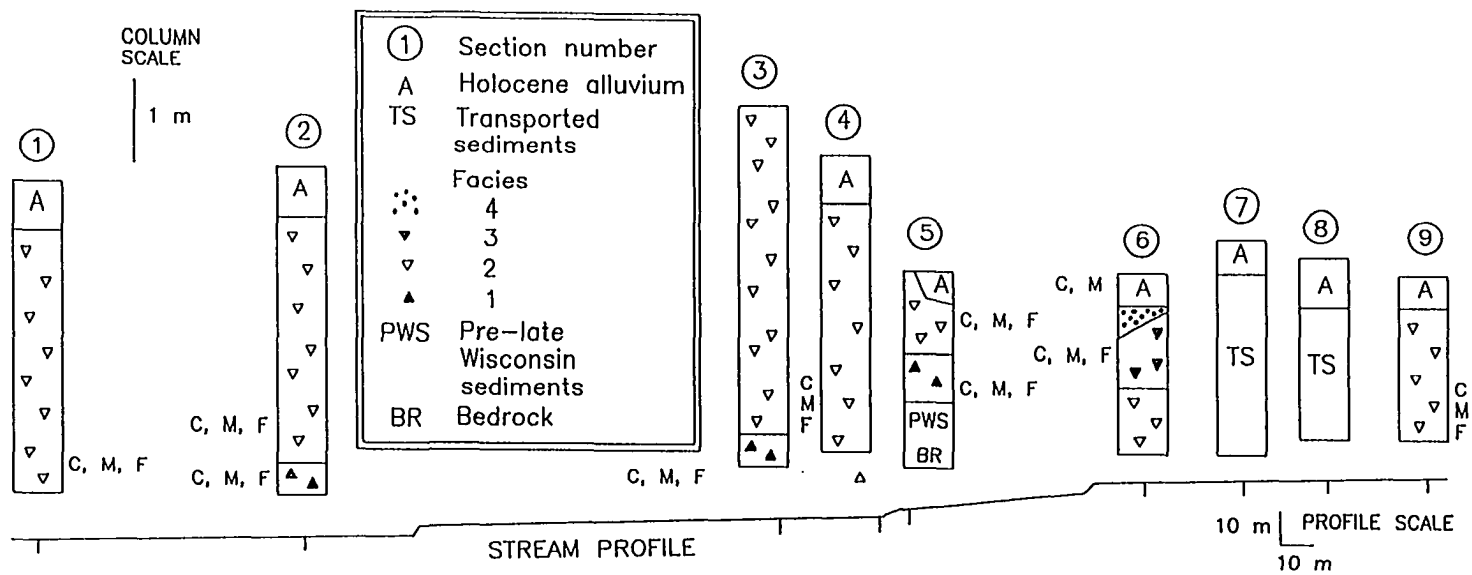 COLUMN
SCALE
1 m
1
A
C, M, F
2
A
C, M, F
C, M, F
1 Section number
A Holocene alluvium
TS Transported
sediments
Facies
4
3
2
1
PWS Pre-late
Wisconsin
sediments
BR Bedrock
3
C, M, F
C
M
F
4
A
5
A
C, M, F
C, M, F
PWS
BR
6
C, M
A
C, M, F
7
A
TS
8
A
TS
9
A
C
M
F
STREAM PROFILE
10 m PROFILE SCALE
10 m